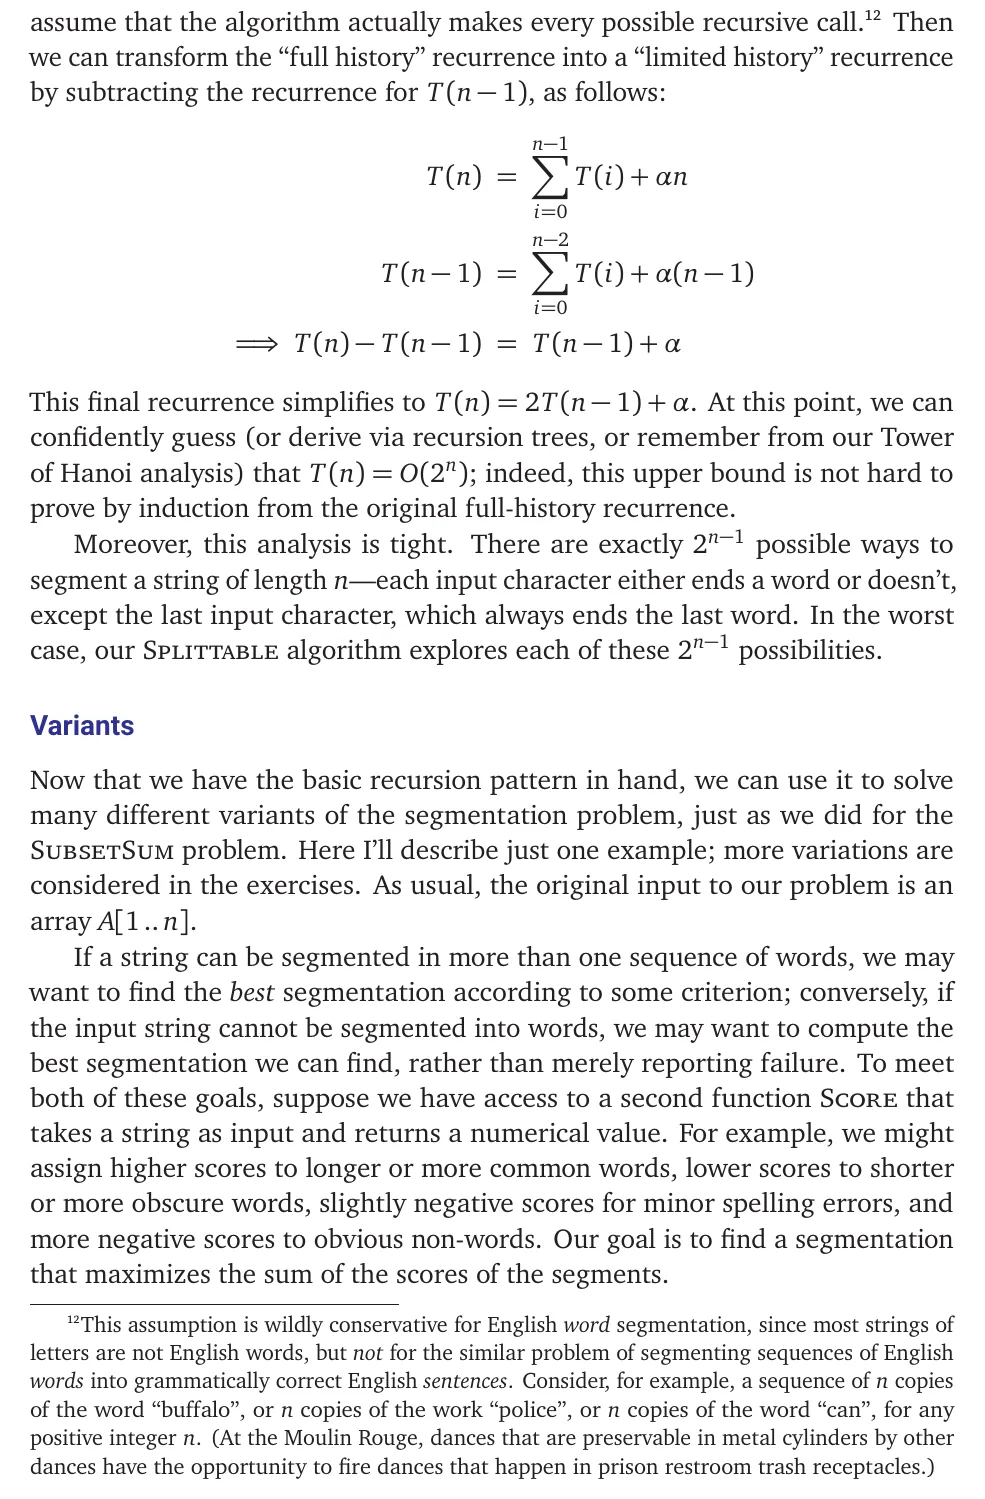 assume that the algorithm actually makes every possible recursive call.¹² Then
we can transform the “full history” recurrence into a “limited history” recurrence
by subtracting the recurrence for T(n − 1), as follows:
T(n) = ∑_{i=0}^{n−1} T(i) + αn
T(n − 1) = ∑_{i=0}^{n−2} T(i) + α(n − 1)
⟹ T(n) − T(n − 1) = T(n − 1) + α
This final recurrence simplifies to T(n) = 2T(n − 1) + α. At this point, we can
confidently guess (or derive via recursion trees, or remember from our Tower
of Hanoi analysis) that T(n) = O(2ⁿ); indeed, this upper bound is not hard to
prove by induction from the original full-history recurrence.
Moreover, this analysis is tight. There are exactly 2ⁿ⁻¹ possible ways to
segment a string of length n—each input character either ends a word or doesn’t,
except the last input character, which always ends the last word. In the worst
case, our SPLITTABLE algorithm explores each of these 2ⁿ⁻¹ possibilities.
Variants
Now that we have the basic recursion pattern in hand, we can use it to solve
many different variants of the segmentation problem, just as we did for the
SUBSETSUM problem. Here I’ll describe just one example; more variations are
considered in the exercises. As usual, the original input to our problem is an
array A[1 .. n].
If a string can be segmented in more than one sequence of words, we may
want to find the best segmentation according to some criterion; conversely, if
the input string cannot be segmented into words, we may want to compute the
best segmentation we can find, rather than merely reporting failure. To meet
both of these goals, suppose we have access to a second function SCORE that
takes a string as input and returns a numerical value. For example, we might
assign higher scores to longer or more common words, lower scores to shorter
or more obscure words, slightly negative scores for minor spelling errors, and
more negative scores to obvious non-words. Our goal is to find a segmentation
that maximizes the sum of the scores of the segments.
¹²This assumption is wildly conservative for English word segmentation, since most strings of
letters are not English words, but not for the similar problem of segmenting sequences of English
words into grammatically correct English sentences. Consider, for example, a sequence of n copies
of the word “buffalo”, or n copies of the work “police”, or n copies of the word “can”, for any
positive integer n. (At the Moulin Rouge, dances that are preservable in metal cylinders by other
dances have the opportunity to fire dances that happen in prison restroom trash receptacles.)